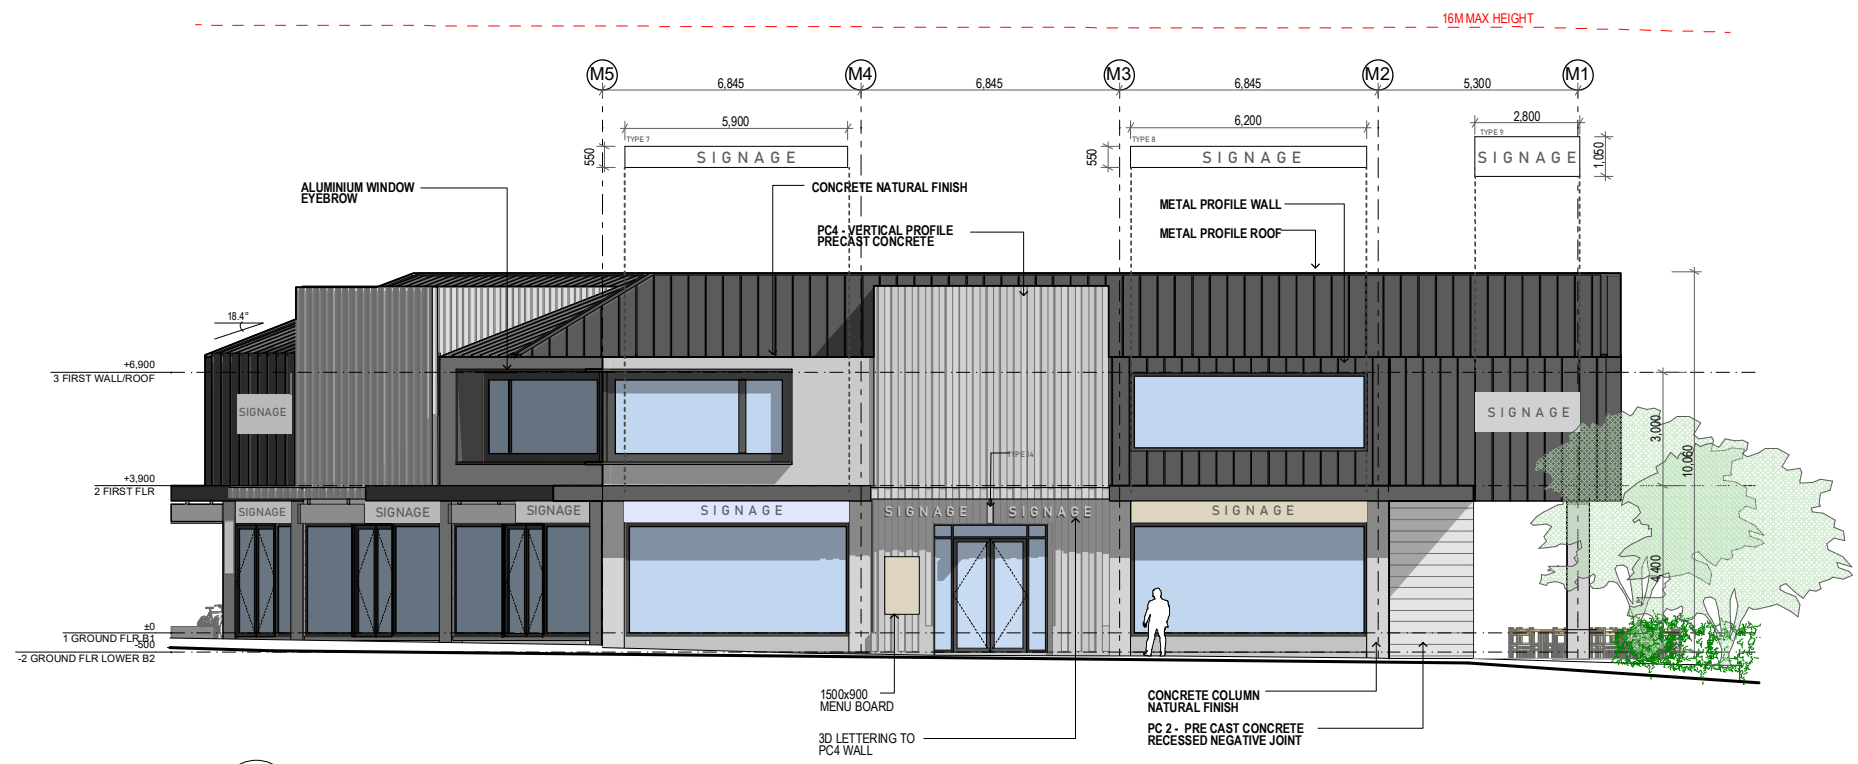 16M MAX HEIGHT
M5
M4
M3
M2
M1
6,845
6,845
6,845
5,300
5,900
6,200
2,800
TYPE 7
TYPE 8
TYPE 9
550
SIGNAGE
550
SIGNAGE
SIGNAGE
1,050
ALUMINIUM WINDOW
EYEBROW
CONCRETE NATURAL FINISH
PC4 - VERTICAL PROFILE
PRECAST CONCRETE
METAL PROFILE WALL
METAL PROFILE ROOF
18.4°
+6,900
3 FIRST WALL/ROOF
SIGNAGE
SIGNAGE
3,000
10,060
TYPE 14
+3,900
2 FIRST FLR
SIGNAGE
SIGNAGE
SIGNAGE
SIGNAGE
SIGNAGE
SIGNAGE
SIGNAGE
4,400
±0
1 GROUND FLR B1
-500
-2 GROUND FLR LOWER B2
1500x900
MENU BOARD
3D LETTERING TO
PC4 WALL
CONCRETE COLUMN
NATURAL FINISH
PC 2 - PRE CAST CONCRETE
RECESSED NEGATIVE JOINT